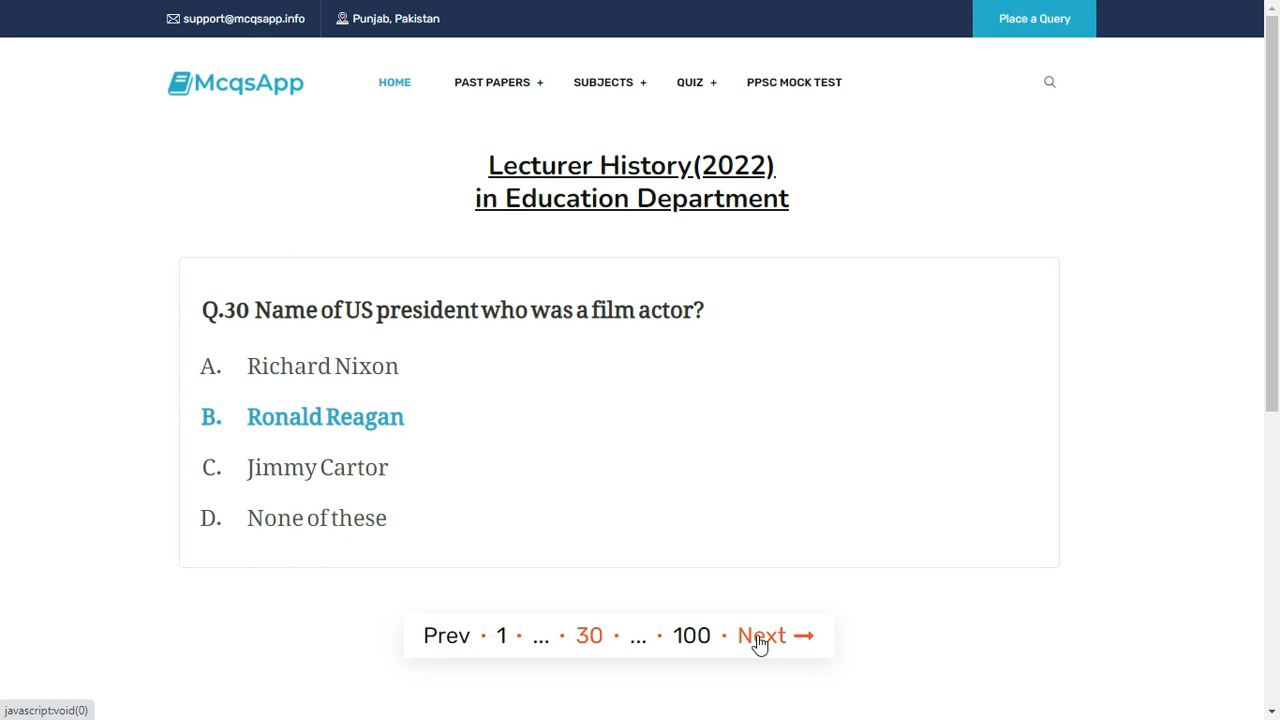 support@mcqsapp.info
Punjab, Pakistan
Place a Query
McqsApp
HOME
PAST PAPERS +
SUBJECTS +
QUIZ +
PPSC MOCK TEST
Lecturer History(2022)
in Education Department
Q.30 Name of US president who was a film actor?
A. Richard Nixon
B. Ronald Reagan
C. Jimmy Cartor
D. None of these
Prev · 1 · ... · 30 · ... · 100 · Next →
javascript:void(0)